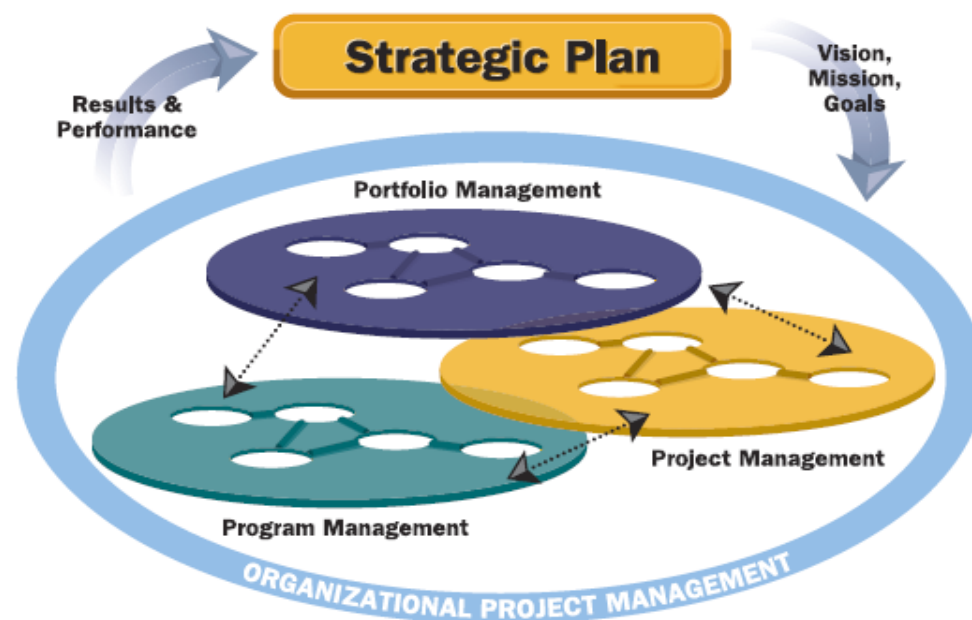 Strategic Plan
Results &
Performance
Vision,
Mission,
Goals
Portfolio Management
Project Management
Program Management
ORGANIZATIONAL PROJECT MANAGEMENT